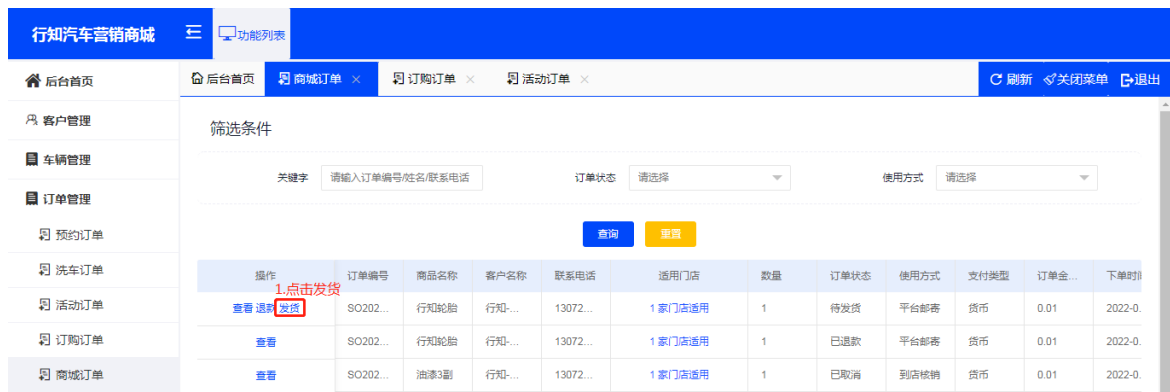 行知汽车营销商城 功能列表
后台首页 后台首页 商城订单 × 订购订单 × 活动订单 × 刷新 关闭菜单 退出
客户管理
筛选条件
车辆管理
关键字 请输入订单编号/姓名/联系电话 订单状态 请选择 使用方式 请选择
订单管理
预约订单
查询 重置
洗车订单
操作 订单编号 商品名称 客户名称 联系电话 适用门店 数量 订单状态 使用方式 支付类型 订单金... 下单时间
1.点击发货
活动订单
查看 退款 发货 SO202... 行知轮胎 行知-... 13072... 1 家门店适用 1 待发货 平台邮寄 货币 0.01 2022-0.
订购订单
查看 SO202... 行知轮胎 行知-... 13072... 1 家门店适用 1 已退款 平台邮寄 货币 0.01 2022-0.
商城订单
查看 SO202... 油漆3副 行知-... 13072... 1 家门店适用 1 已取消 到店核销 货币 0.01 2022-0.